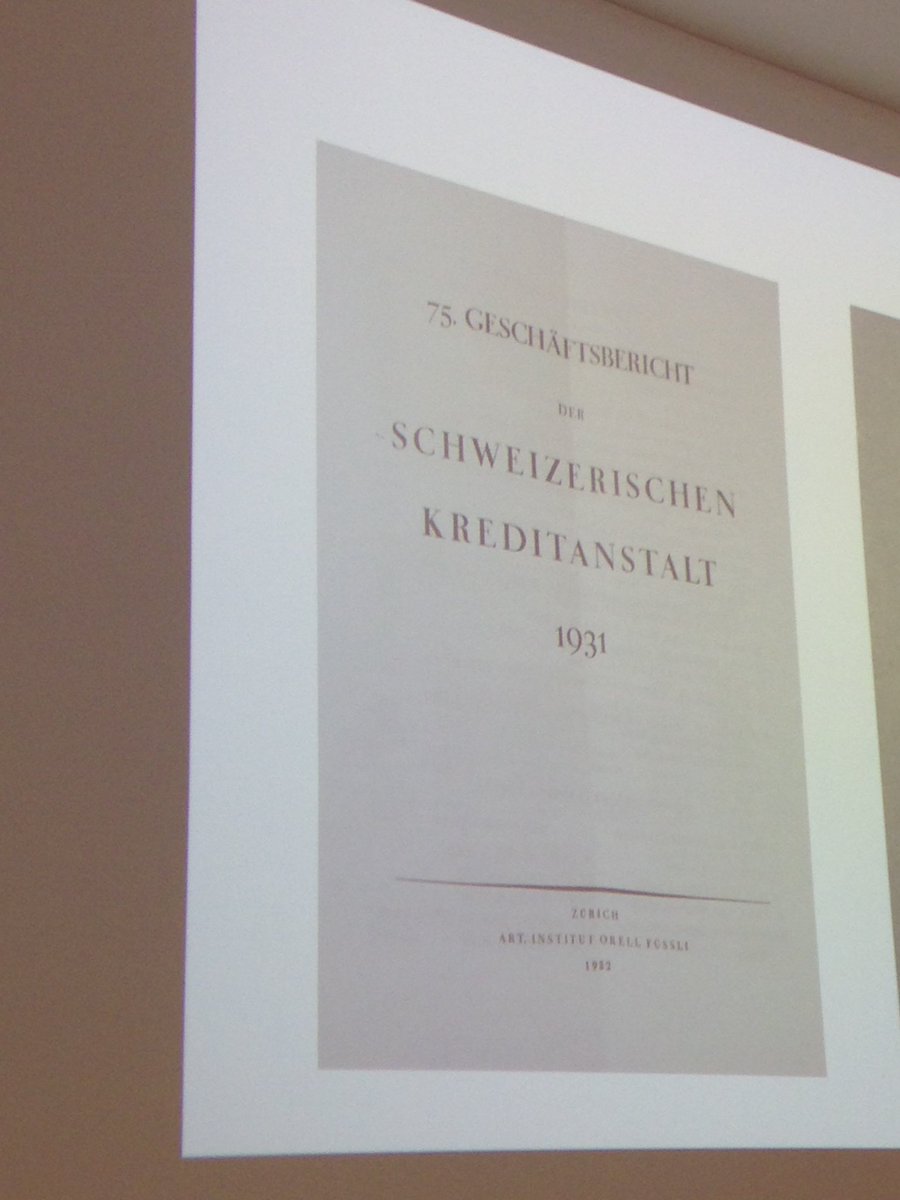 75. GESCHÄFTSBERICHT
DER
SCHWEIZERISCHEN
KREDITANSTALT
1931
ZÜRICH
ART. INSTITUT ORELL FÜSSLI
1932